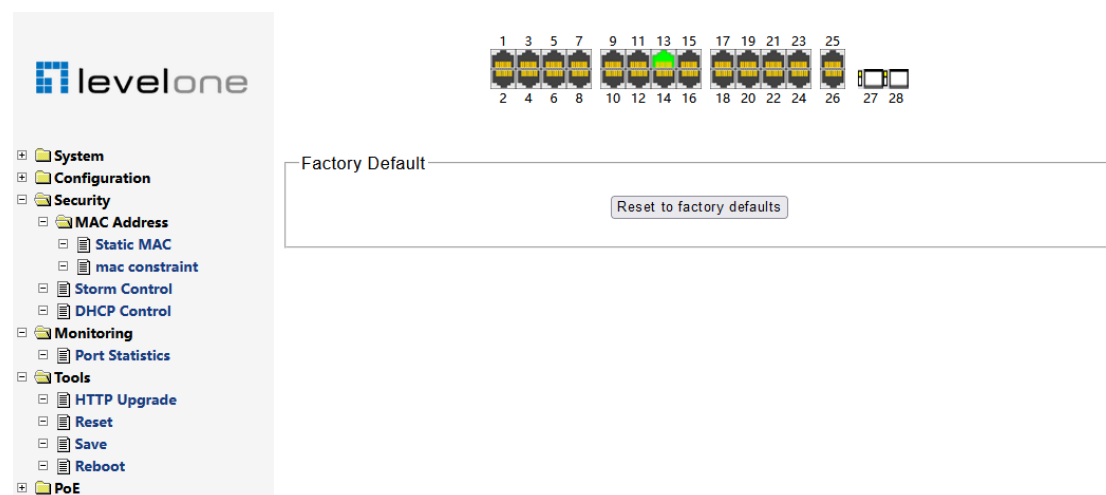 levelone
1 3 5 7 9 11 13 15 17 19 21 23 25
2 4 6 8 10 12 14 16 18 20 22 24 26 27 28
System
Configuration
Security
MAC Address
Static MAC
mac constraint
Storm Control
DHCP Control
Monitoring
Port Statistics
Tools
HTTP Upgrade
Reset
Save
Reboot
PoE
Factory Default
Reset to factory defaults